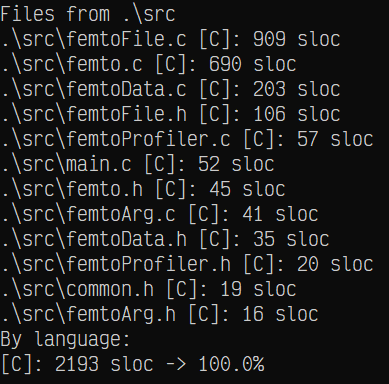 Files from .\src
.\src\femtoFile.c [C]: 909 sloc
.\src\femto.c [C]: 690 sloc
.\src\femtoData.c [C]: 203 sloc
.\src\femtoFile.h [C]: 106 sloc
.\src\femtoProfiler.c [C]: 57 sloc
.\src\main.c [C]: 52 sloc
.\src\femto.h [C]: 45 sloc
.\src\femtoArg.c [C]: 41 sloc
.\src\femtoData.h [C]: 35 sloc
.\src\femtoProfiler.h [C]: 20 sloc
.\src\common.h [C]: 19 sloc
.\src\femtoArg.h [C]: 16 sloc
By language:
[C]: 2193 sloc -> 100.0%